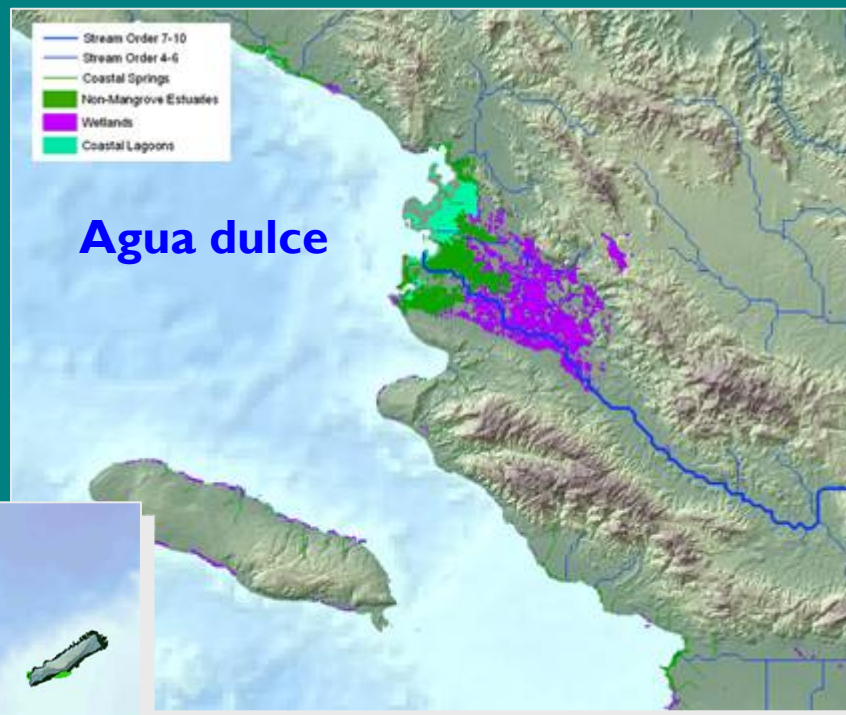 Stream Order 7-10
Stream Order 4-6
Coastal Springs
Non-Mangrove Estuaries
Wetlands
Coastal Lagoons
Agua dulce